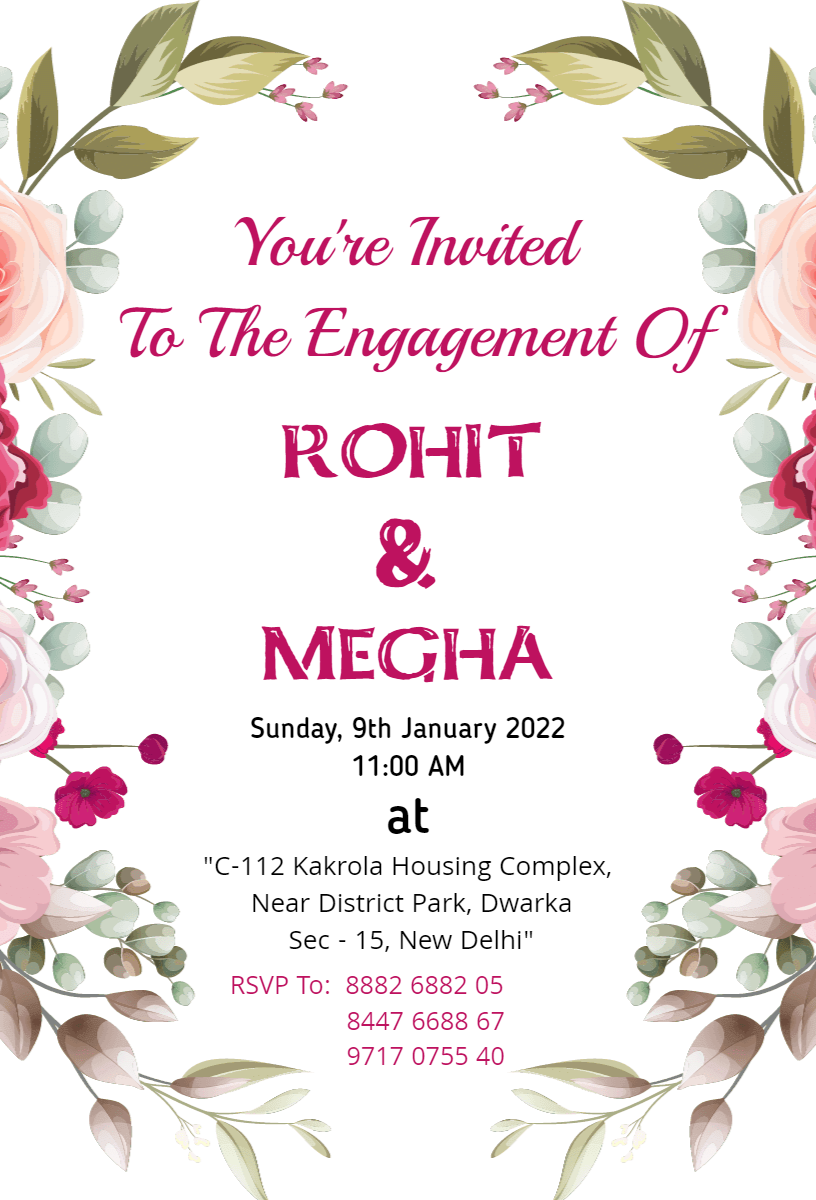 You're Invited
To The Engagement Of
ROHIT
&
MEGHA
Sunday, 9th January 2022
11:00 AM
at
"C-112 Kakrola Housing Complex,
Near District Park, Dwarka
Sec - 15, New Delhi"
RSVP To: 8882 6882 05
8447 6688 67
9717 0755 40